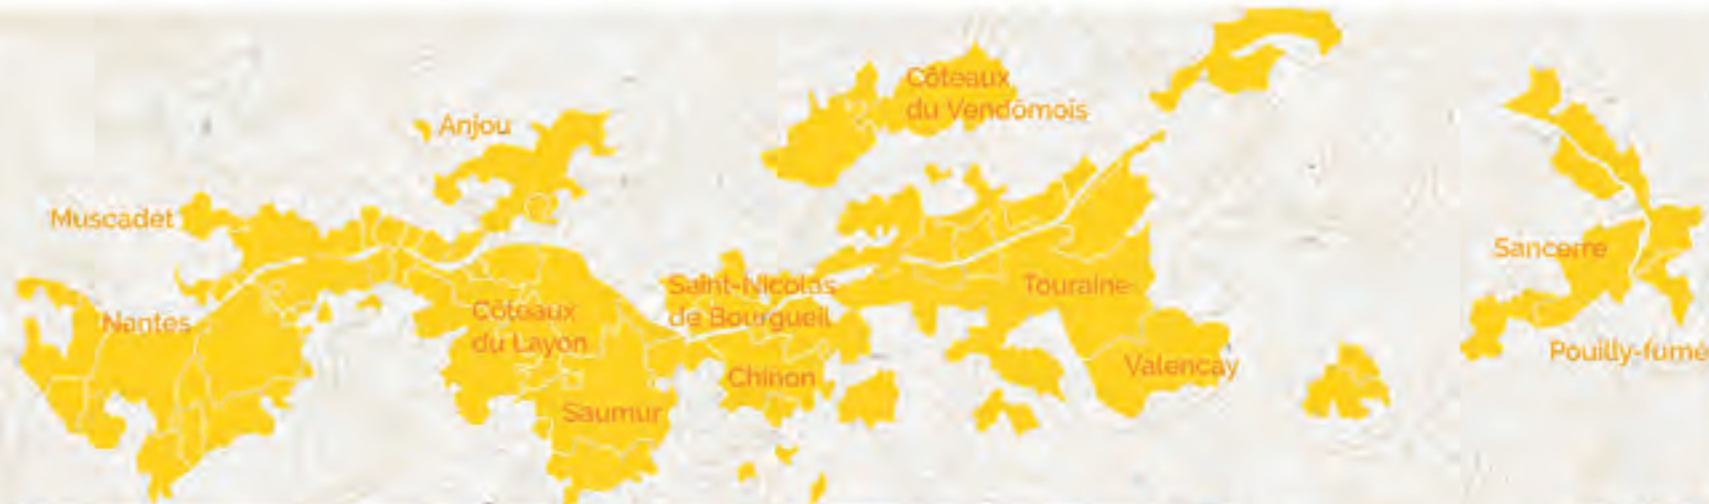 Côteaux
du Vendômois
Anjou
Muscadet
Sancerre
Saint-Nicolas
de Bourgueil
Touraine
Côteaux
du Layon
Nantes
Pouilly-fumé
Valencay
Chinon
Saumur